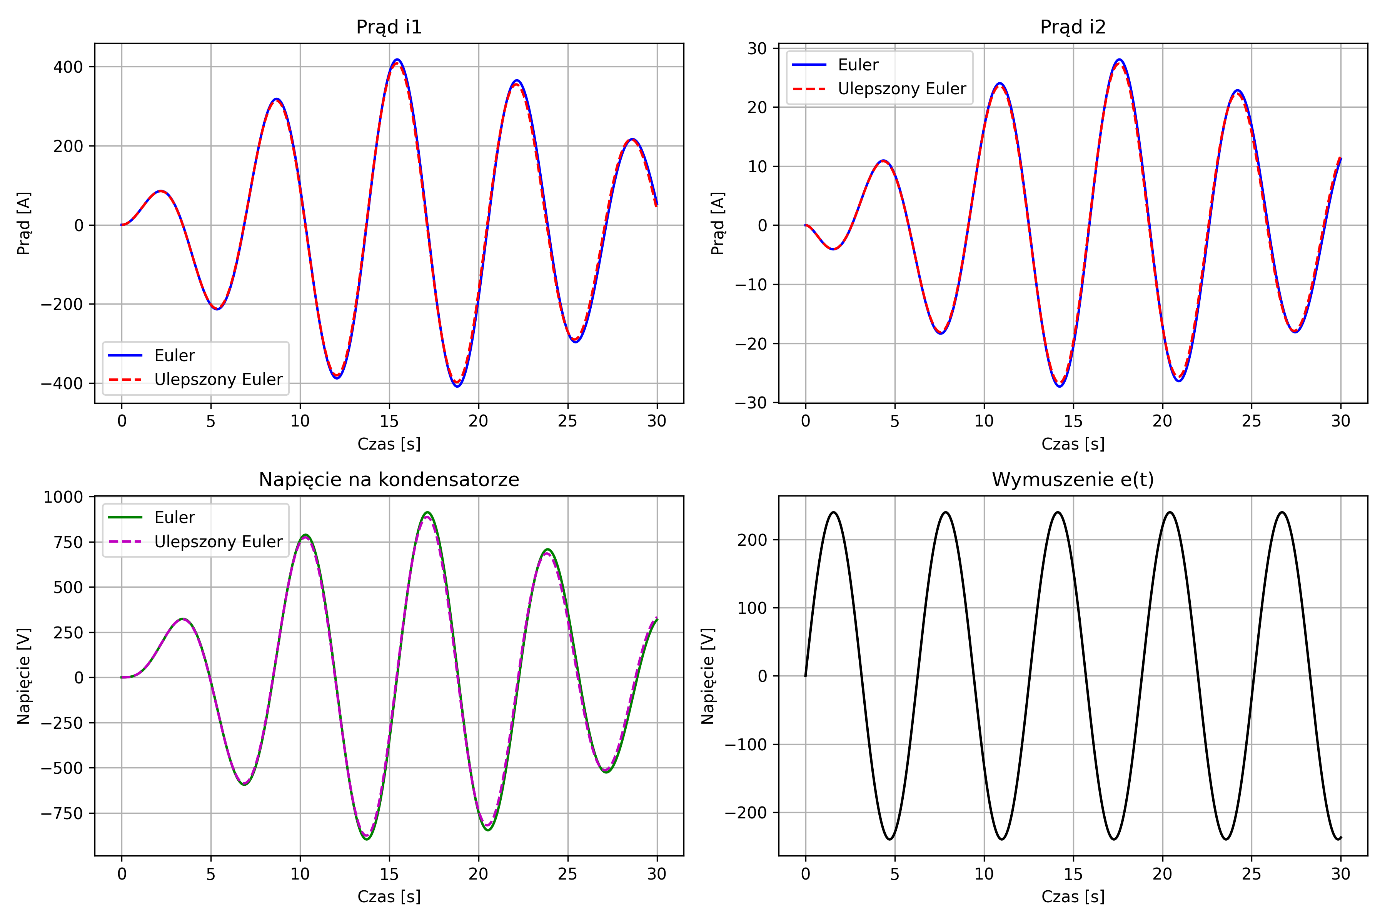 Prąd i1
400
200
0
−200
−400
Prąd [A]
Euler
Ulepszony Euler
0 5 10 15 20 25 30
Czas [s]
Prąd i2
30
20
10
0
−10
−20
−30
Prąd [A]
Euler
Ulepszony Euler
0 5 10 15 20 25 30
Czas [s]
Napięcie na kondensatorze
1000
750
500
250
0
−250
−500
−750
Napięcie [V]
Euler
Ulepszony Euler
0 5 10 15 20 25 30
Czas [s]
Wymuszenie e(t)
200
100
0
−100
−200
Napięcie [V]
0 5 10 15 20 25 30
Czas [s]